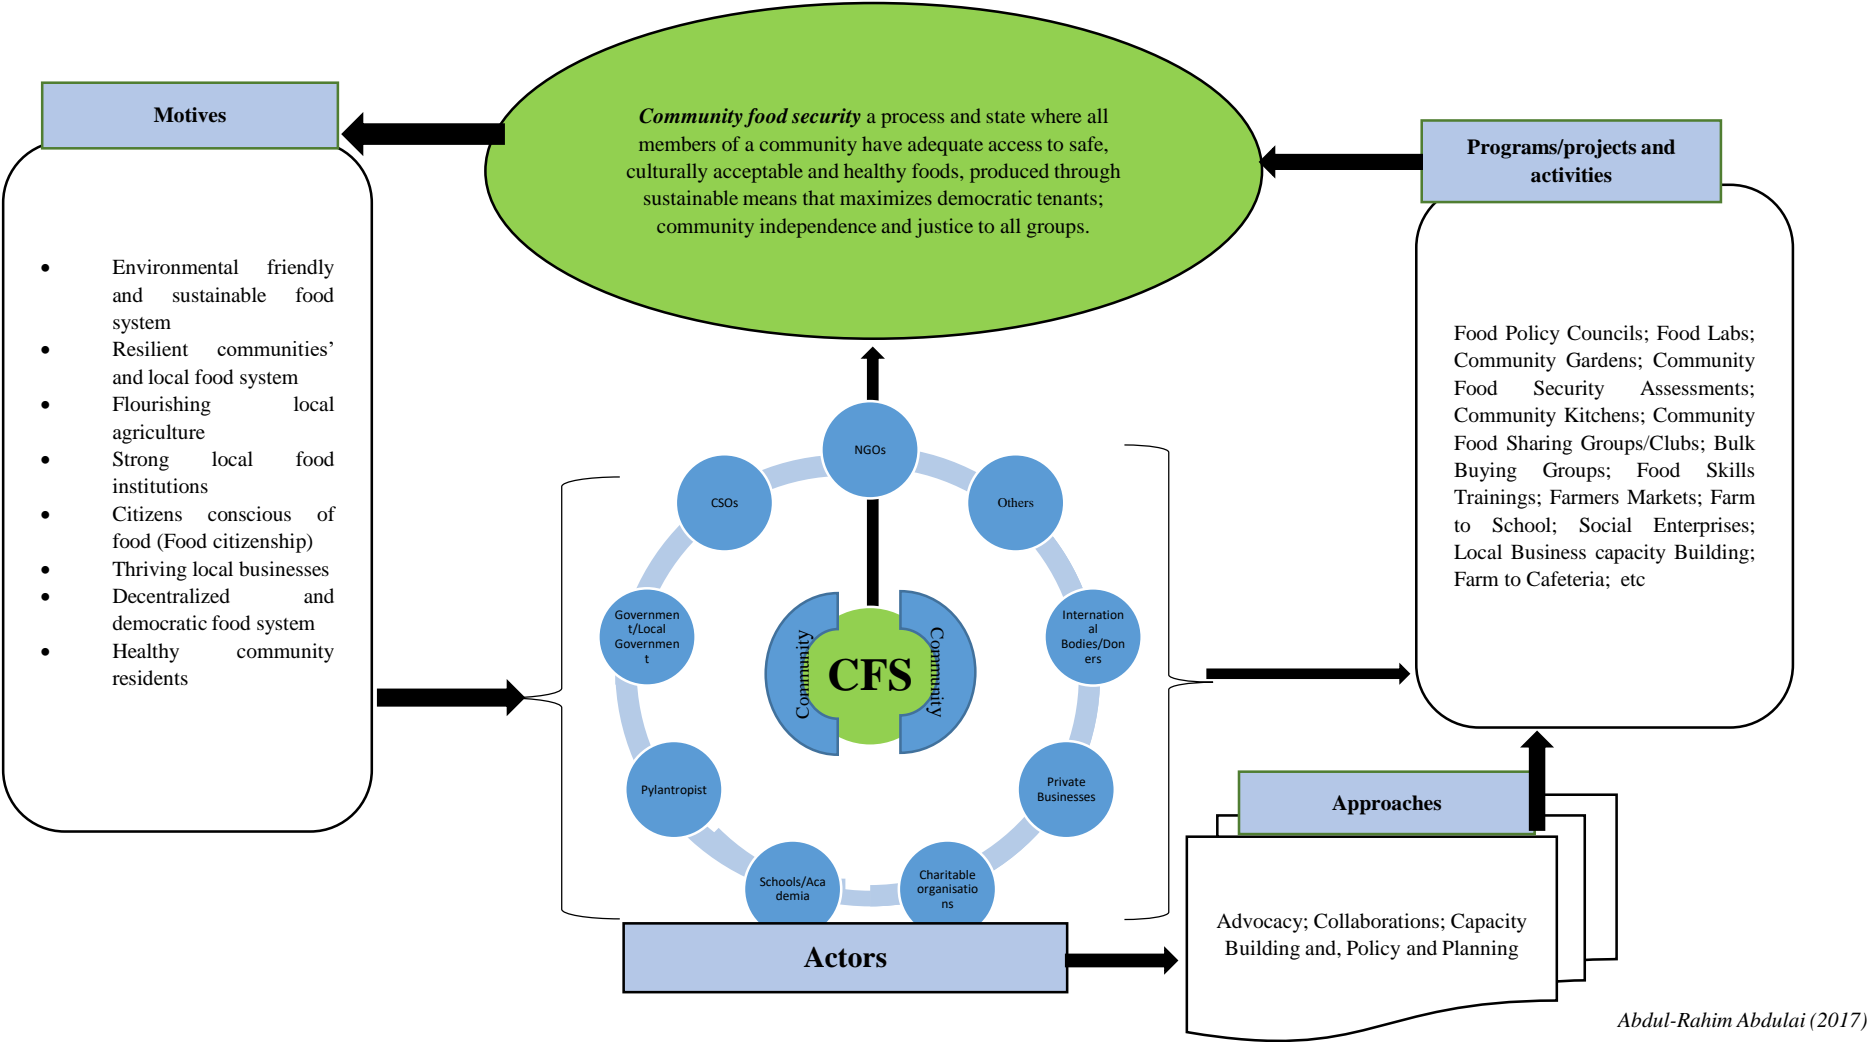 Motives
• Environmental friendly
and sustainable food
system
• Resilient communities’
and local food system
• Flourishing local
agriculture
• Strong local food
institutions
• Citizens conscious of
food (Food citizenship)
• Thriving local businesses
• Decentralized and
democratic food system
• Healthy community
residents
Community food security a process and state where all
members of a community have adequate access to safe,
culturally acceptable and healthy foods, produced through
sustainable means that maximizes democratic tenants;
community independence and justice to all groups.
Programs/projects and
activities
Food Policy Councils; Food Labs;
Community Gardens; Community
Food Security Assessments;
Community Kitchens; Community
Food Sharing Groups/Clubs; Bulk
Buying Groups; Food Skills
Trainings; Farmers Markets; Farm
to School; Social Enterprises;
Local Business capacity Building;
Farm to Cafeteria; etc
NGOs
Others
Internation
al
Bodies/Don
ers
Private
Businesses
Charitable
organisatio
ns
Schools/Aca
demia
Pylantropist
Governmen
t/Local
Governmen
t
CSOs
Community
CFS
Community
Actors
Approaches
Advocacy; Collaborations; Capacity
Building and, Policy and Planning
Abdul-Rahim Abdulai (2017)